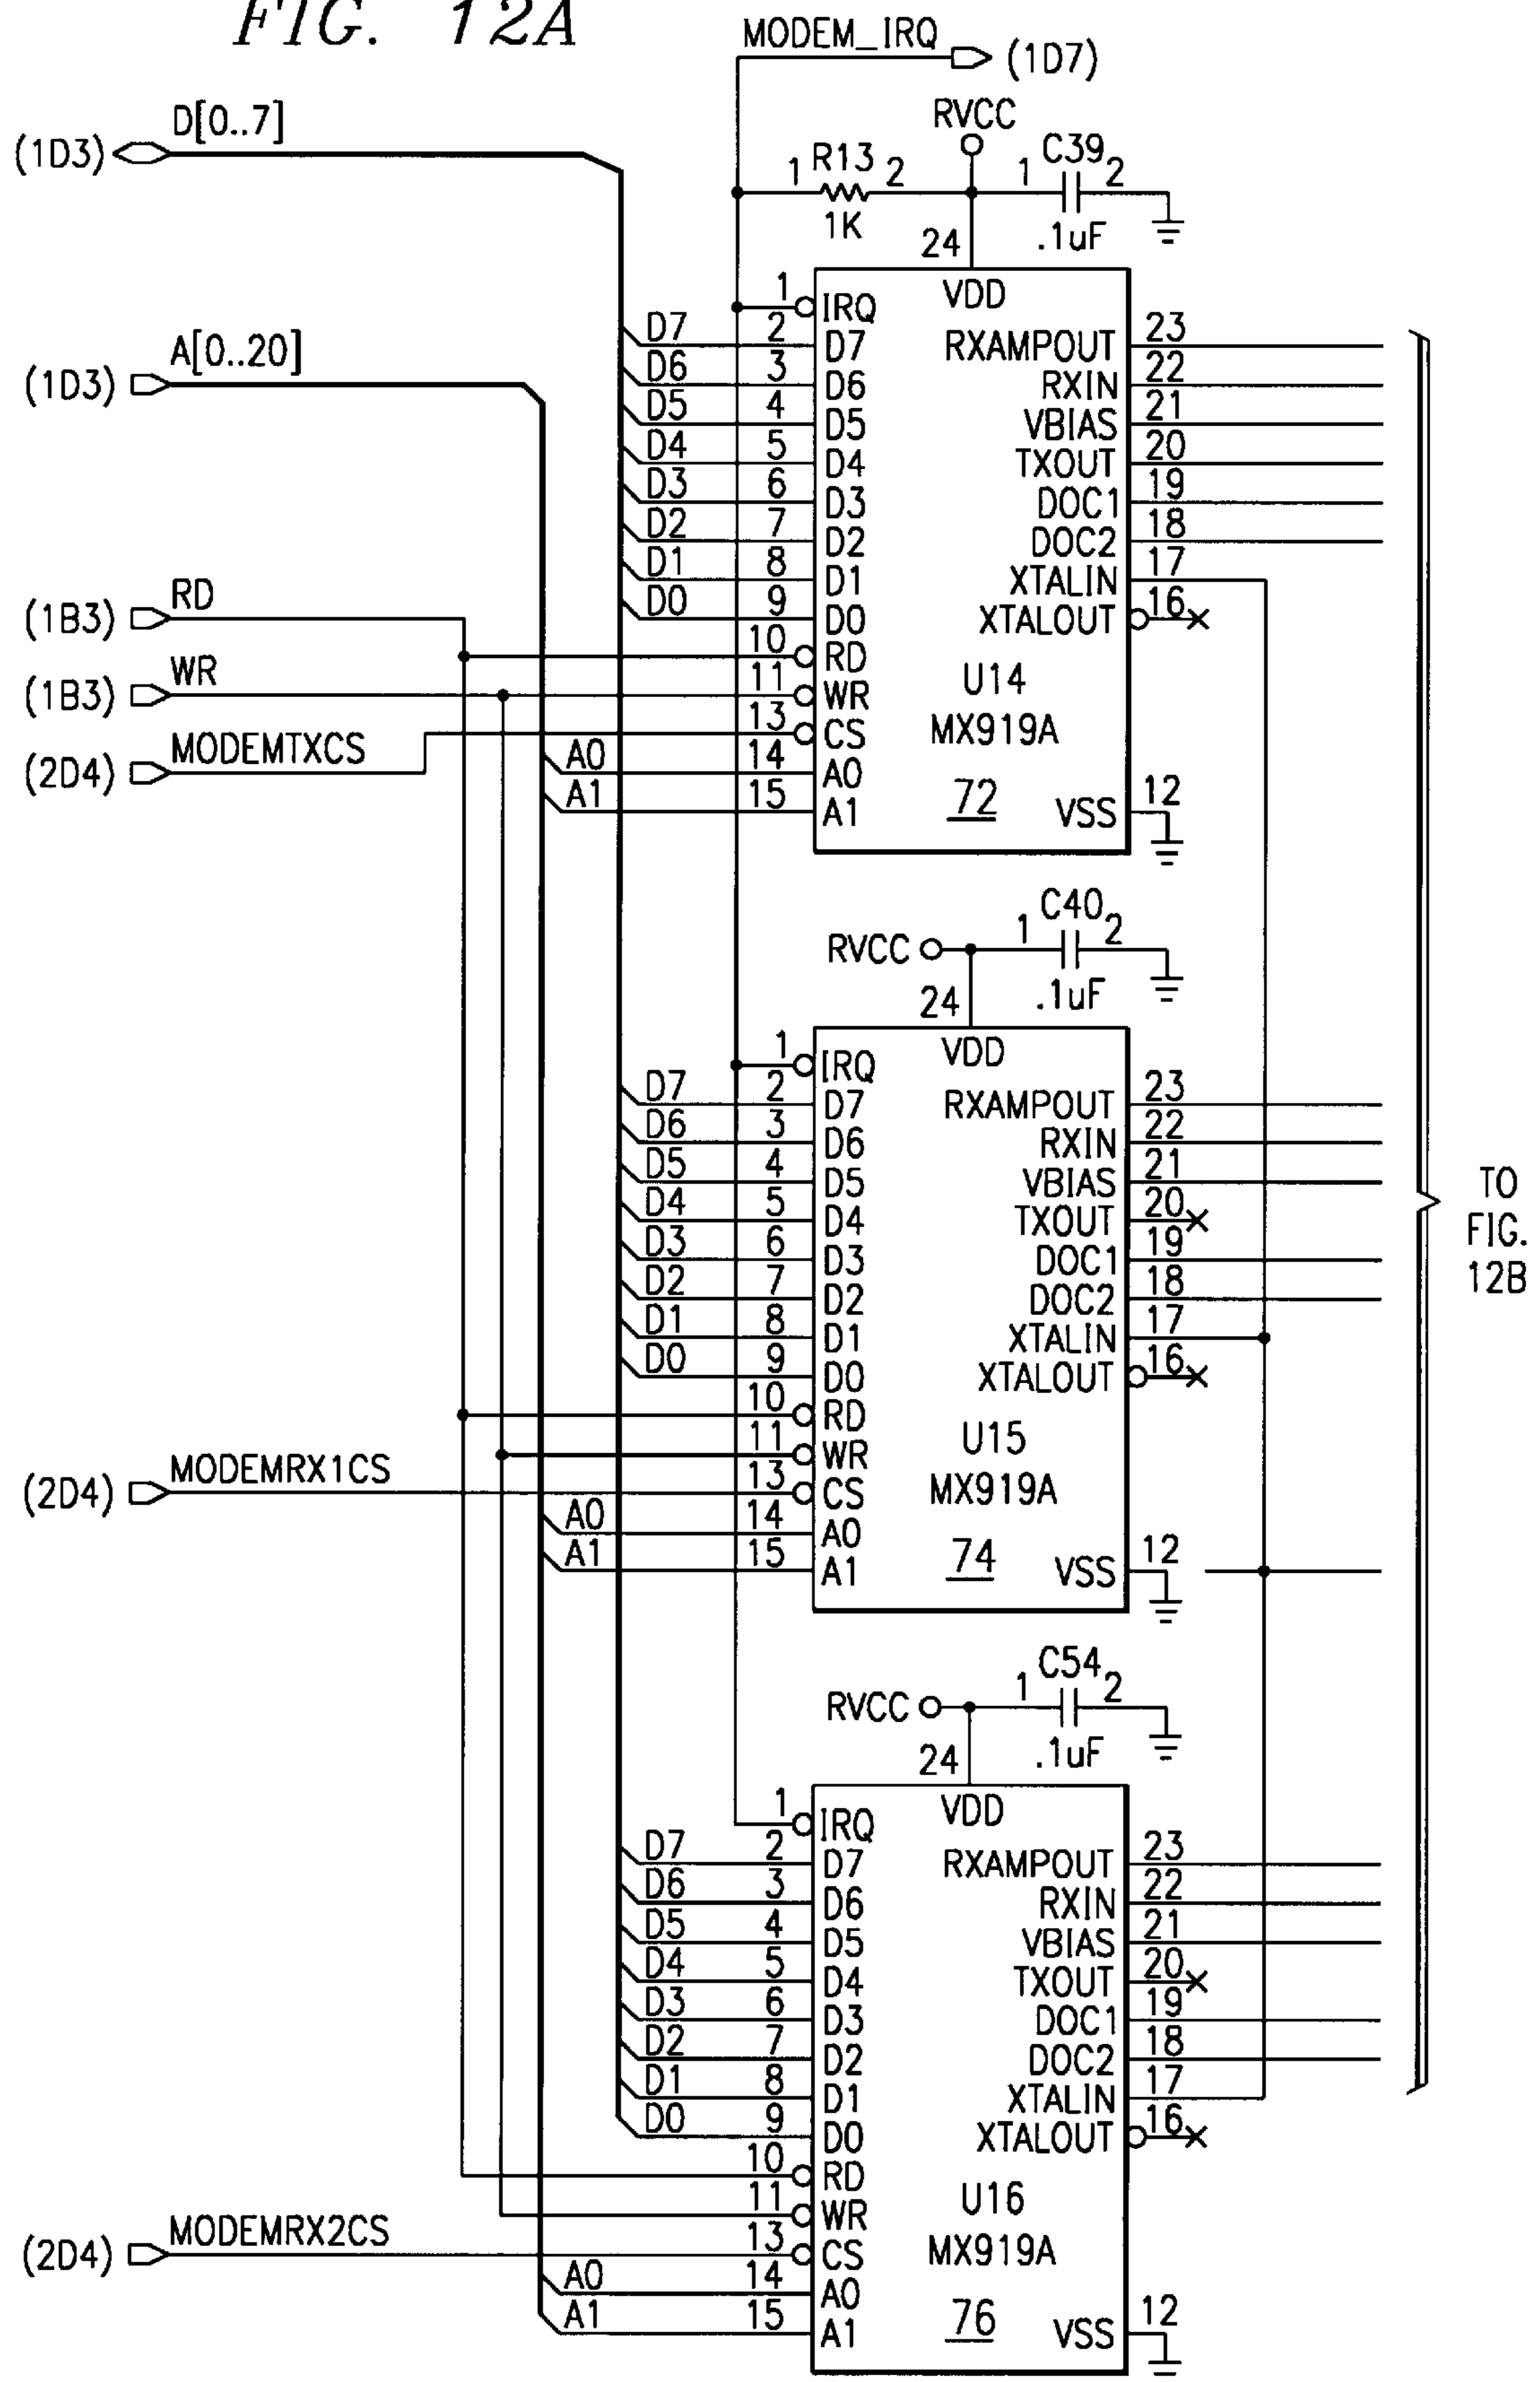 FIG. 12A
MODEM_IRQ
(1D7)
D[0..7]
(1D3)
RVCC
1 R13 2
1K
1 C39 2
.1uF
24
A[0..20]
(1D3)
RD
(1B3)
WR
(1B3)
MODEMTXCS
(2D4)
VDD
1 IRQ
D7 2 D7
D6 3 D6
D5 4 D5
D4 5 D4
D3 6 D3
D2 7 D2
D1 8 D1
D0 9 D0
10 RD
11 WR
13 CS
A0 14 A0
A1 15 A1
RXAMPOUT 23
RXIN 22
VBIAS 21
TXOUT 20
DOC1 19
DOC2 18
XTALIN 17
XTALOUT 16
U14
MX919A
72
VSS 12
RVCC
1 C40 2
.1uF
24
VDD
1 IRQ
D7 2 D7
D6 3 D6
D5 4 D5
D4 5 D4
D3 6 D3
D2 7 D2
D1 8 D1
D0 9 D0
10 RD
11 WR
MODEMRX1CS
(2D4)
13 CS
A0 14 A0
A1 15 A1
RXAMPOUT 23
RXIN 22
VBIAS 21
TXOUT 20
DOC1 19
DOC2 18
XTALIN 17
XTALOUT 16
U15
MX919A
74
VSS 12
TO
FIG.
12B
RVCC
1 C54 2
.1uF
24
VDD
1 IRQ
D7 2 D7
D6 3 D6
D5 4 D5
D4 5 D4
D3 6 D3
D2 7 D2
D1 8 D1
D0 9 D0
10 RD
11 WR
MODEMRX2CS
(2D4)
13 CS
A0 14 A0
A1 15 A1
RXAMPOUT 23
RXIN 22
VBIAS 21
TXOUT 20
DOC1 19
DOC2 18
XTALIN 17
XTALOUT 16
U16
MX919A
76
VSS 12